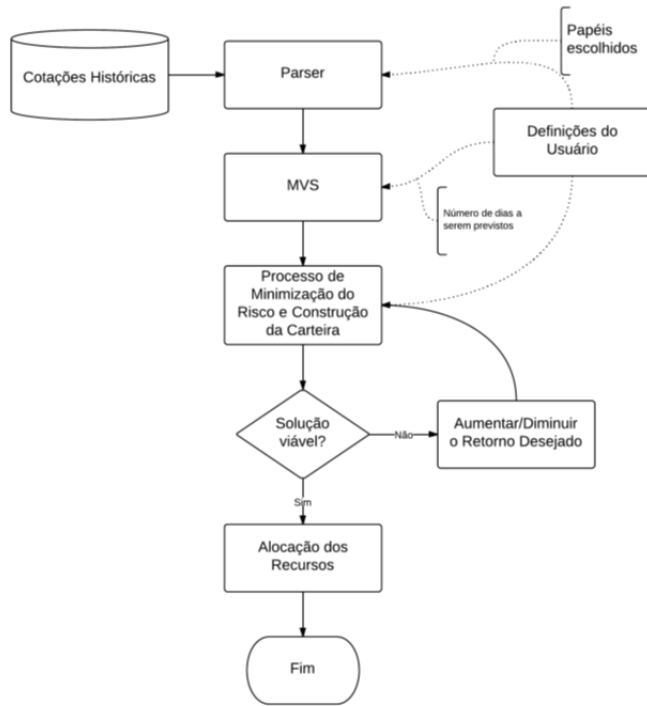 Papéis
escolhidos
Cotações Históricas
Parser
Definições do
Usuário
MVS
Número de dias a
serem previstos
Processo de
Minimização do
Risco e Construção
da Carteira
Solução
viável?
Não
Aumentar/Diminuir
o Retorno Desejado
Sim
Alocação dos
Recursos
Fim